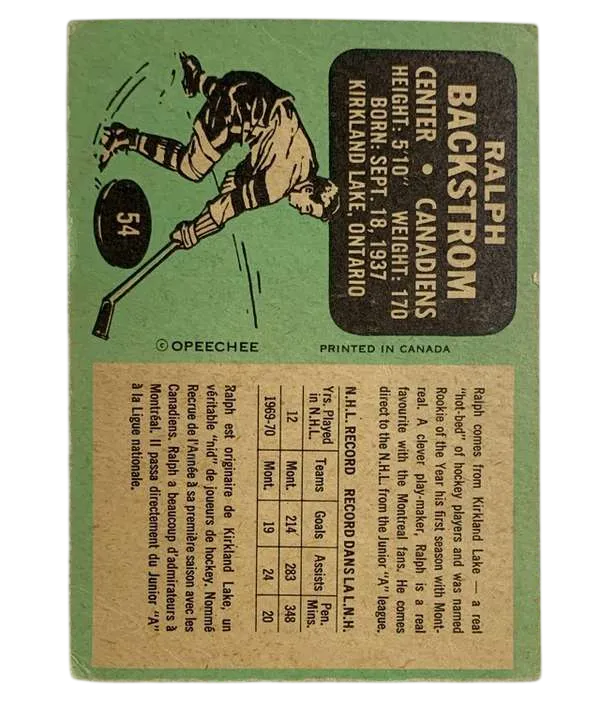 RALPH
BACKSTROM
CENTER • CANADIENS
HEIGHT: 5'10" WEIGHT: 170
BORN: SEPT. 18, 1937
KIRKLAND LAKE, ONTARIO
54
© OPEECHEE
PRINTED IN CANADA
Ralph comes from Kirkland Lake — a real
"hot-bed" of hockey players and was named
Rookie of the Year his first season with Mont-
real. A clever play-maker, Ralph is a real
favourite with the Montreal fans. He comes
direct to the N.H.L. from the Junior "A" league.
N.H.L. RECORD RECORD DANS LA L.N.H.
Yrs. Played Teams Goals Assists Pen.
in N.H.L. Mins.
12 Mont. 214 283 348
1969-70 Mont. 19 24 20
Ralph est originaire de Kirkland Lake, un
véritable "nid" de joueurs de hockey. Nommé
Recrue de l'Année à sa première saison avec les
Canadiens, Ralph a beaucoup d'admirateurs à
Montréal. Il passa directement du Junior "A"
à la Ligue nationale.